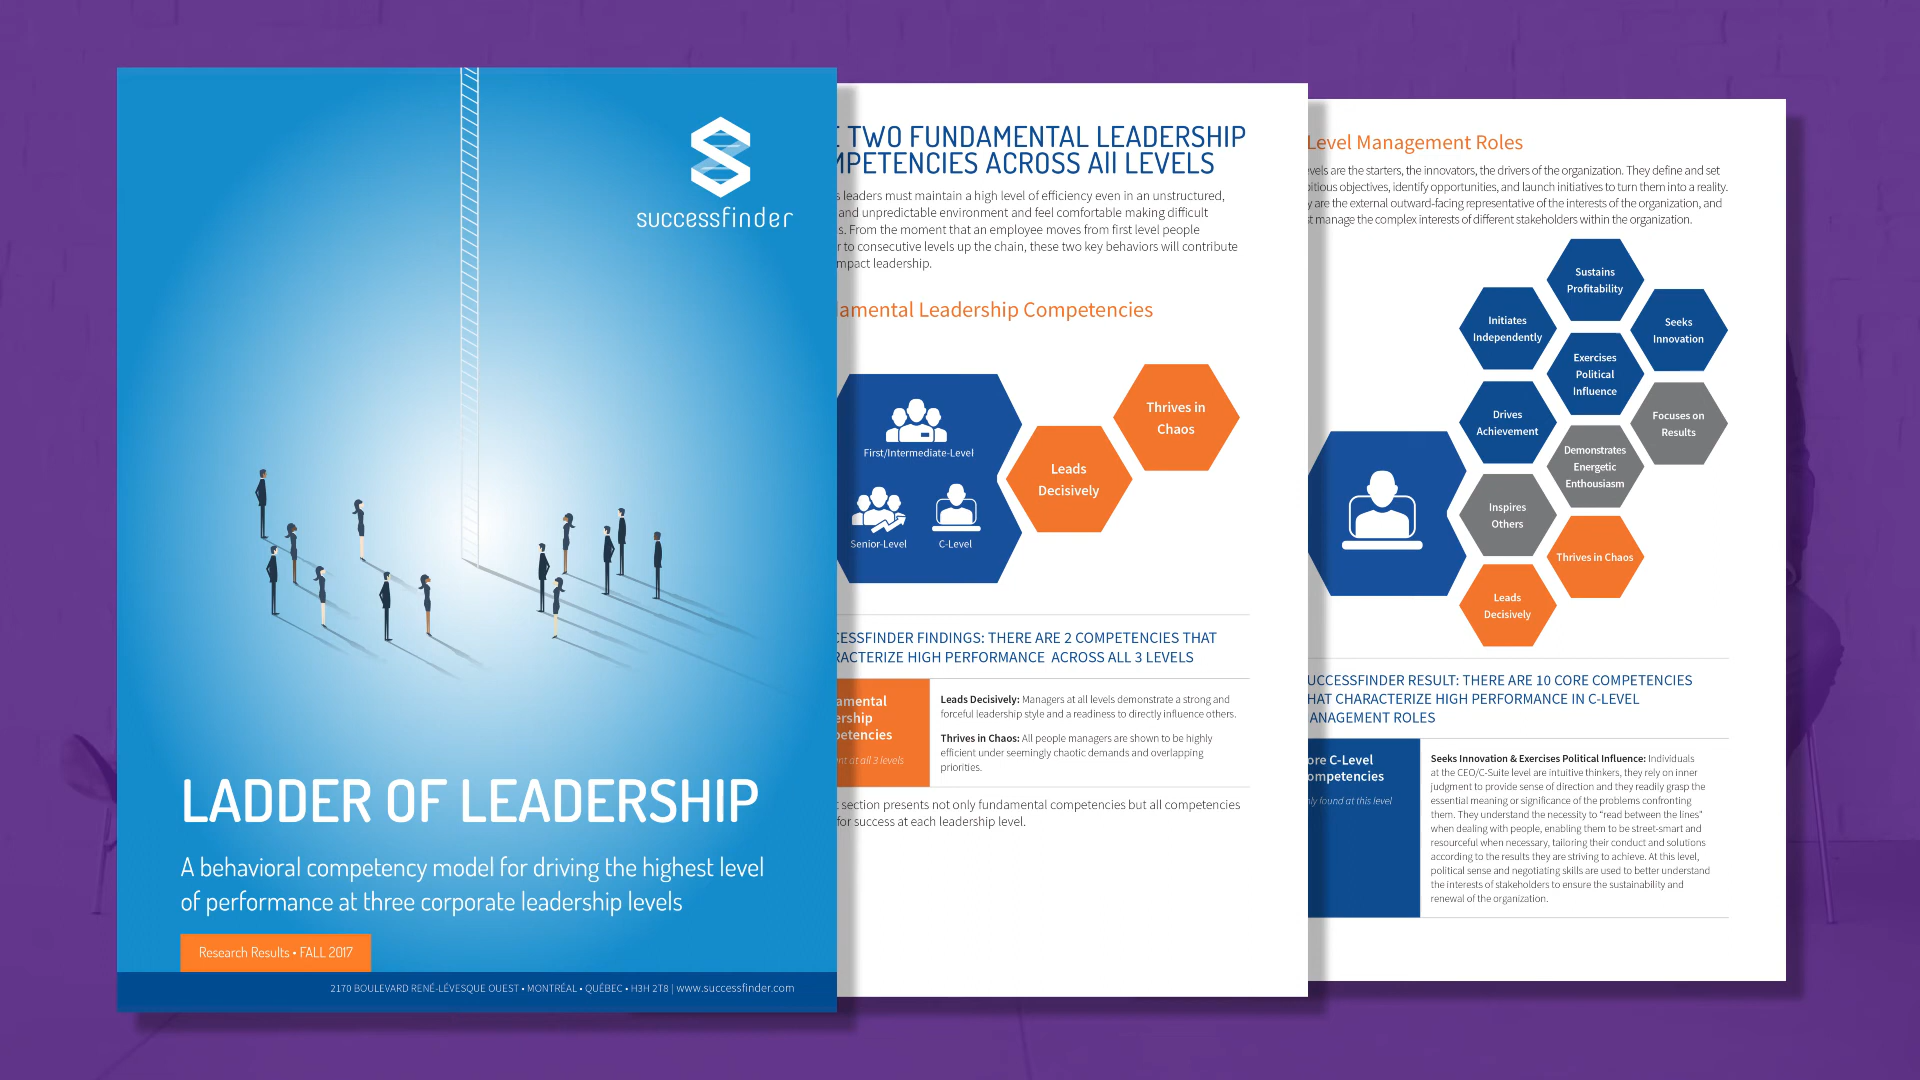 successfinder
LADDER OF LEADERSHIP
A behavioral competency model for driving the highest level
of performance at three corporate leadership levels
Research Results • FALL 2017
2170 BOULEVARD RENÉ-LÉVESQUE OUEST • MONTRÉAL • QUÉBEC • H3H 2T8 | www.successfinder.com
TWO FUNDAMENTAL LEADERSHIP
MPETENCIES ACROSS All LEVELS
s leaders must maintain a high level of efficiency even in an unstructured,
and unpredictable environment and feel comfortable making difficult
s. From the moment that an employee moves from first level people
r to consecutive levels up the chain, these two key behaviors will contribute
mpact leadership.
amental Leadership Competencies
First/Intermediate-Level
Senior-Level
C-Level
Leads
Decisively
Thrives in
Chaos
CESSFINDER FINDINGS: THERE ARE 2 COMPETENCIES THAT
RACTERIZE HIGH PERFORMANCE ACROSS ALL 3 LEVELS
amental
ership
petencies
nt at all 3 levels
Leads Decisively: Managers at all levels demonstrate a strong and
forceful leadership style and a readiness to directly influence others.
Thrives in Chaos: All people managers are shown to be highly
efficient under seemingly chaotic demands and overlapping
priorities.
t section presents not only fundamental competencies but all competencies
for success at each leadership level.
Level Management Roles
evels are the starters, the innovators, the drivers of the organization. They define and set
bitious objectives, identify opportunities, and launch initiatives to turn them into a reality.
y are the external outward-facing representative of the interests of the organization, and
st manage the complex interests of different stakeholders within the organization.
Sustains
Profitability
Initiates
Independently
Seeks
Innovation
Exercises
Political
Influence
Drives
Achievement
Focuses on
Results
Demonstrates
Energetic
Enthousiasm
Inspires
Others
Thrives in Chaos
Leads
Decisively
UCCESSFINDER RESULT: THERE ARE 10 CORE COMPETENCIES
HAT CHARACTERIZE HIGH PERFORMANCE IN C-LEVEL
ANAGEMENT ROLES
ore C-Level
ompetencies
nly found at this level
Seeks Innovation & Exercises Political Influence: Individuals
at the CEO/C-Suite level are intuitive thinkers, they rely on inner
judgment to provide sense of direction and they readily grasp the
essential meaning or significance of the problems confronting
them. They understand the necessity to “read between the lines”
when dealing with people, enabling them to be street-smart and
resourceful when necessary, tailoring their conduct and solutions
according to the results they are striving to achieve. At this level,
political sense and negotiating skills are used to better understand
the interests of stakeholders to ensure the sustainability and
renewal of the organization.